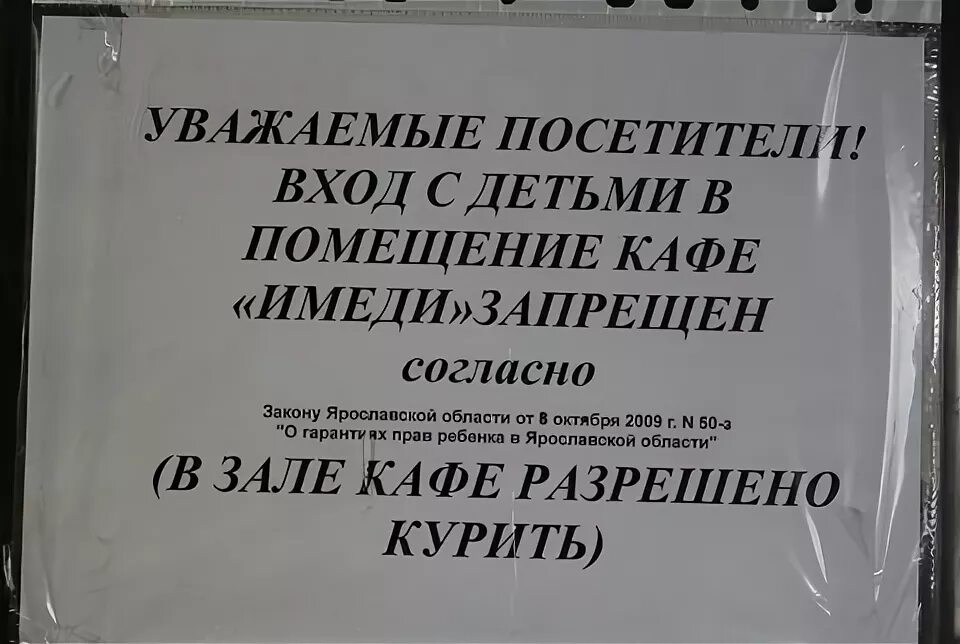 УВАЖАЕМЫЕ ПОСЕТИТЕЛИ!
ВХОД С ДЕТЬМИ В
ПОМЕЩЕНИЕ КАФЕ
«ИМЕДИ»ЗАПРЕЩЕН
согласно
Закону Ярославской области от 8 октября 2009 г. N 50-з
"О гарантиях прав ребенка в Ярославской области"
(В ЗАЛЕ КАФЕ РАЗРЕШЕНО
КУРИТЬ)